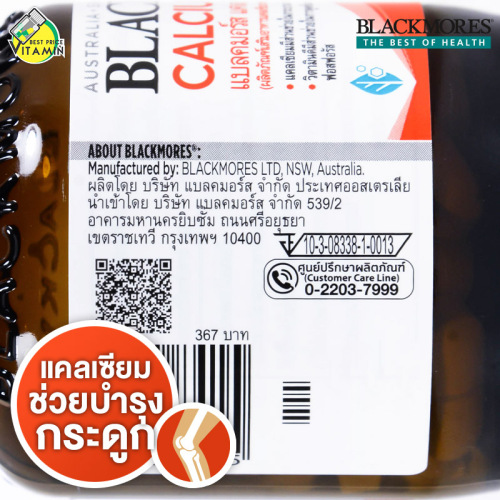 BEST PRICE
VITAMIN
BLACKMORES
THE BEST OF HEALTH
CALCIU
แบลคมอร์ส
ฟอสฟอรัส
ABOUT BLACKMORES®:
Manufactured by: BLACKMORES LTD, NSW, Australia.
ผลิตโดย บริษัท แบลคมอร์ส จำกัด ประเทศออสเตรเลีย
นำเข้าโดย บริษัท แบลคมอร์ส จำกัด 539/2
อาคารมหานครยิบซั่ม ถนนศรีอยุธยา
เขตราชเทวี กรุงเทพฯ 10400
10-3-08338-1-0013
ศูนย์ปรึกษาผลิตภัณฑ์
(Customer Care Line)
0-2203-7999
367 บาท
แคลเซียม
ช่วยบำรุง
กระดูก